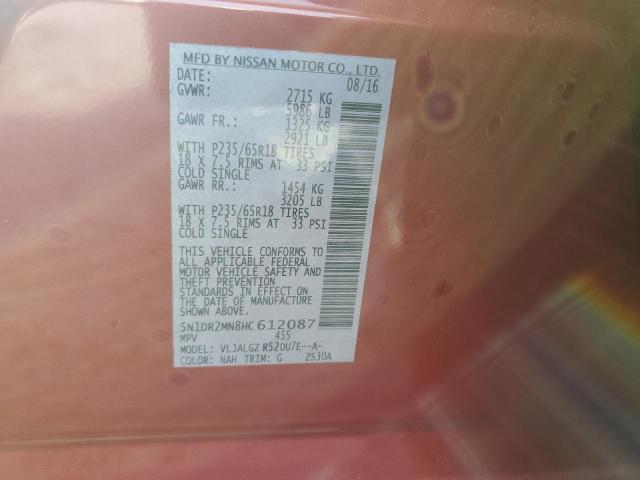 MFD BY NISSAN MOTOR CO., LTD.
DATE: 08/16
GVWR: 2715 KG
5986 LB
GAWR FR.: 1325 KG
2921 LB
WITH P235/65R18 TIRES
18 X 7.5 RIMS AT 33 PSI
COLD SINGLE
GAWR RR.: 1454 KG
3205 LB
WITH P235/65R18 TIRES
18 X 7.5 RIMS AT 33 PSI
COLD SINGLE
THIS VEHICLE CONFORMS TO
ALL APPLICABLE FEDERAL
MOTOR VEHICLE SAFETY AND
THEFT PREVENTION
STANDARDS IN EFFECT ON
THE DATE OF MANUFACTURE
SHOWN ABOVE.
5N1DR2MN8HC612087
MPV 455
MODEL: VLJALGZ R52DU7E--A-
COLOR: NAH TRIM: G ZS30A